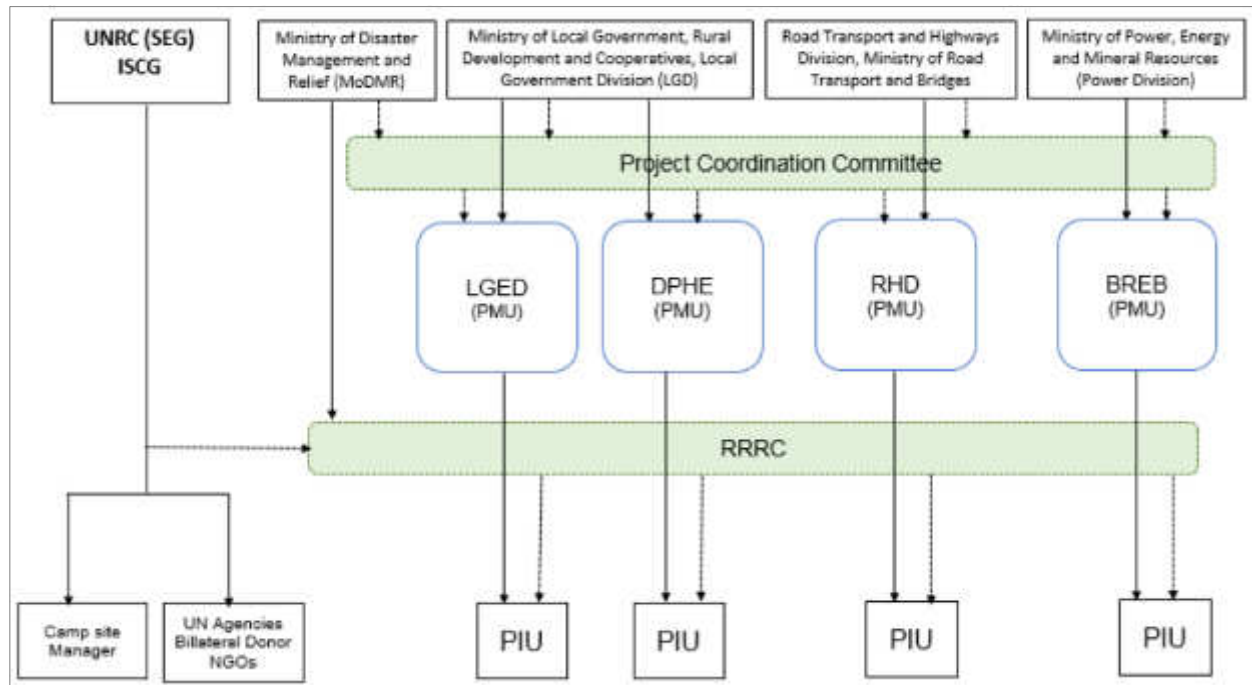 UNRC (SEG)
ISCG
Ministry of Disaster
Management and
Relief (MoDMR)
Ministry of Local Government, Rural
Development and Cooperatives, Local
Government Division (LGD)
Road Transport and Highways
Division, Ministry of Road
Transport and Bridges
Ministry of Power, Energy
and Mineral Resources
(Power Division)
Project Coordination Committee
LGED
(PMU)
DPHE
(PMU)
RHD
(PMU)
BREB
(PMU)
RRRC
Camp site
Manager
UN Agencies
Billateral Donor
NGOs
PIU
PIU
PIU
PIU